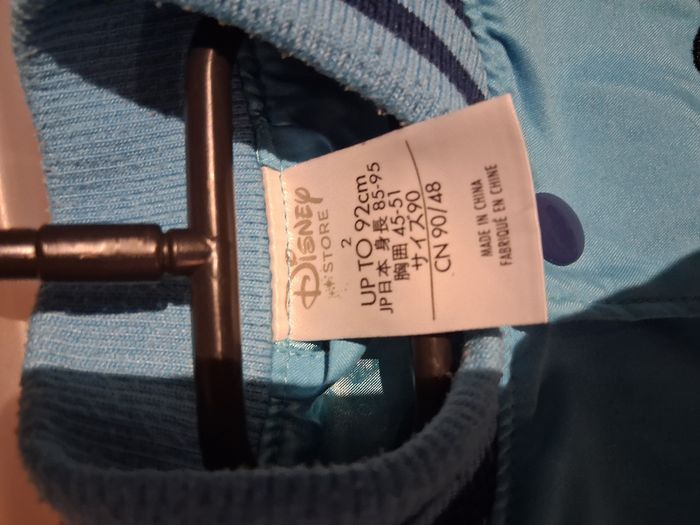 DISNEY
STORE
2
UP TO 92cm
JP日本 身長 85-95
胸囲 45-51
サイズ90
CN 90/48
MADE IN CHINA
FABRIQUÉ EN CHINE